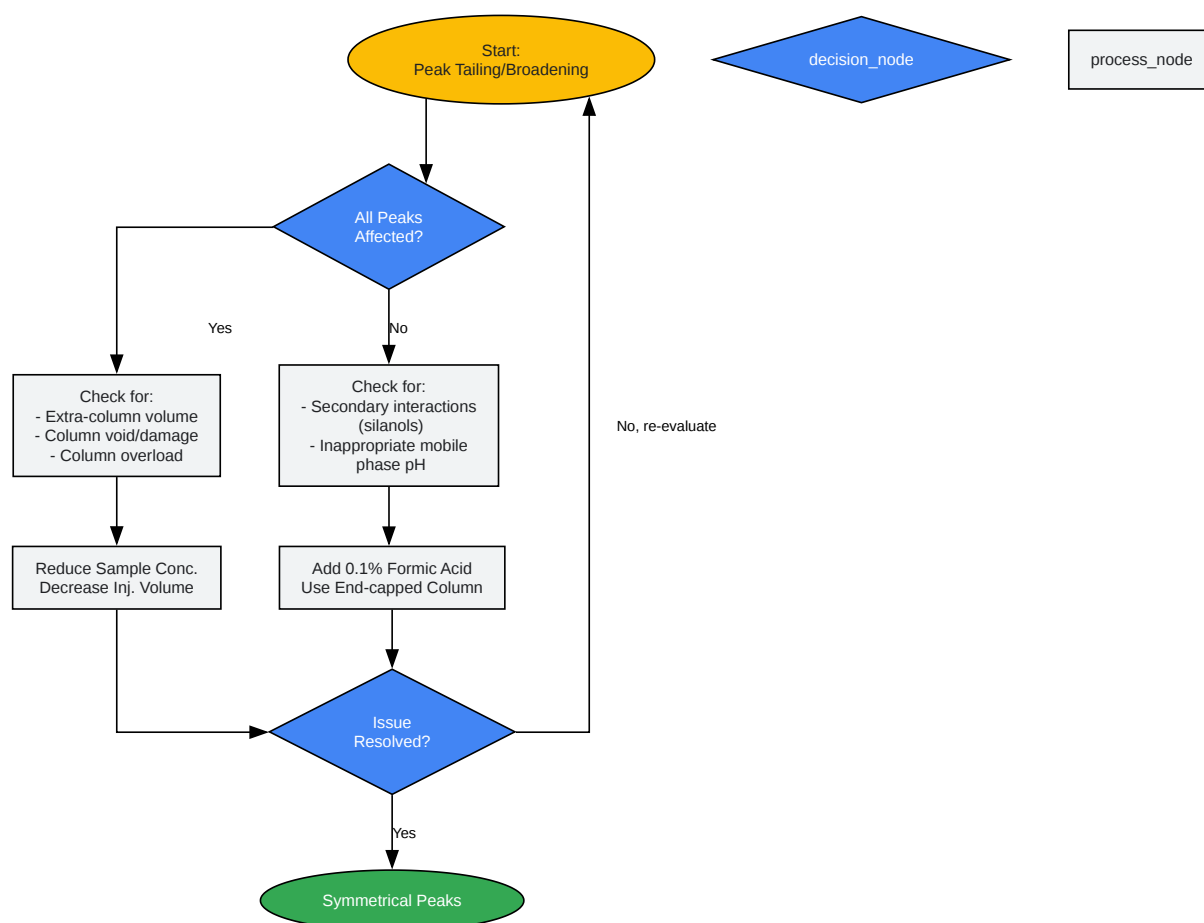 Start:
Peak Tailing/Broadening
decision_node
process_node
All Peaks
Affected?
Yes
No
Check for:
- Extra-column volume
- Column void/damage
- Column overload
Check for:
- Secondary interactions
(silanols)
- Inappropriate mobile
phase pH
No, re-evaluate
Reduce Sample Conc.
Decrease Inj. Volume
Add 0.1% Formic Acid
Use End-capped Column
Issue
Resolved?
Yes
Symmetrical Peaks